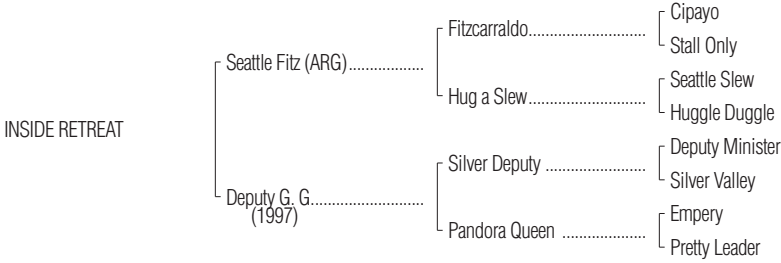 Cipayo
Fitzcarraldo............................
Stall Only
Seattle Fitz (ARG)..................
Seattle Slew
Hug a Slew............................
Huggle Duggle
INSIDE RETREAT
Deputy Minister
Silver Deputy ........................
Silver Valley
Deputy G. G...........................
(1997)
Empery
Pandora Queen ....................
Pretty Leader